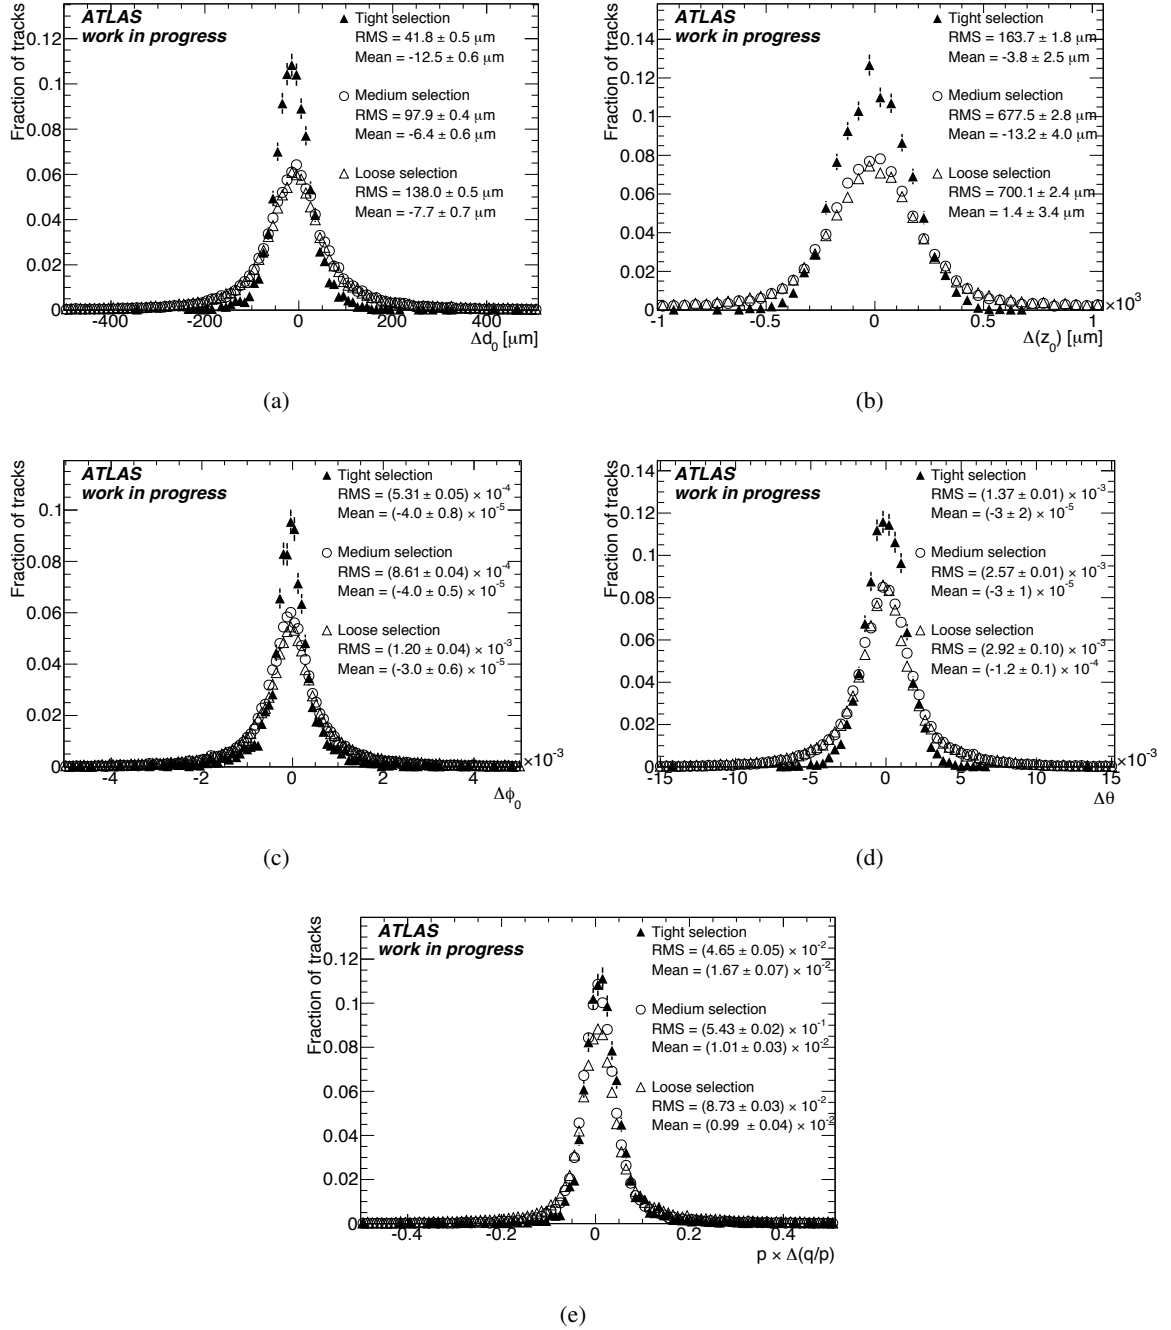 ATLAS
work in progress
Tight selection
RMS = 41.8 ± 0.5 μm
Mean = -12.5 ± 0.6 μm
Medium selection
RMS = 97.9 ± 0.4 μm
Mean = -6.4 ± 0.6 μm
Loose selection
RMS = 138.0 ± 0.5 μm
Mean = -7.7 ± 0.7 μm
Fraction of tracks
0.12
0.1
0.08
0.06
0.04
0.02
0
-400 -200 0 200 400
Δd₀ [μm]
(a)
ATLAS
work in progress
Tight selection
RMS = 163.7 ± 1.8 μm
Mean = -3.8 ± 2.5 μm
Medium selection
RMS = 677.5 ± 2.8 μm
Mean = -13.2 ± 4.0 μm
Loose selection
RMS = 700.1 ± 2.4 μm
Mean = 1.4 ± 3.4 μm
Fraction of tracks
0.14
0.12
0.1
0.08
0.06
0.04
0.02
0
-1 -0.5 0 0.5 1
×10³
Δ(z₀) [μm]
(b)
ATLAS
work in progress
Tight selection
RMS = (5.31 ± 0.05) × 10⁻⁴
Mean = (-4.0 ± 0.8) × 10⁻⁵
Medium selection
RMS = (8.61 ± 0.04) × 10⁻⁴
Mean = (-4.0 ± 0.5) × 10⁻⁵
Loose selection
RMS = (1.20 ± 0.04) × 10⁻³
Mean = (-3.0 ± 0.6) × 10⁻⁵
Fraction of tracks
0.1
0.08
0.06
0.04
0.02
0
-4 -2 0 2 4
×10⁻³
Δϕ₀
(c)
ATLAS
work in progress
Tight selection
RMS = (1.37 ± 0.01) × 10⁻³
Mean = (-3 ± 2) × 10⁻⁵
Medium selection
RMS = (2.57 ± 0.01) × 10⁻³
Mean = (-3 ± 1) × 10⁻⁵
Loose selection
RMS = (2.92 ± 0.10) × 10⁻³
Mean = (-1.2 ± 0.1) × 10⁻⁴
Fraction of tracks
0.14
0.12
0.1
0.08
0.06
0.04
0.02
0
-15 -10 -5 0 5 10 15
×10⁻³
Δθ
(d)
ATLAS
work in progress
Tight selection
RMS = (4.65 ± 0.05) × 10⁻²
Mean = (1.67 ± 0.07) × 10⁻²
Medium selection
RMS = (5.43 ± 0.02) × 10⁻¹
Mean = (1.01 ± 0.03) × 10⁻²
Loose selection
RMS = (8.73 ± 0.03) × 10⁻²
Mean = (0.99 ± 0.04) × 10⁻²
Fraction of tracks
0.12
0.1
0.08
0.06
0.04
0.02
0
-0.4 -0.2 0 0.2 0.4
p × Δ(q/p)
(e)